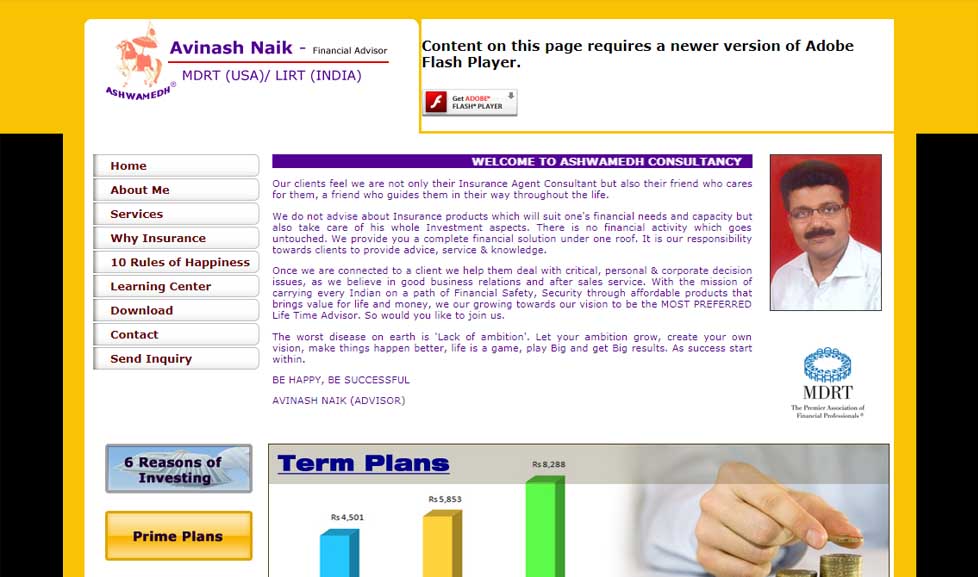 Avinash Naik - Financial Advisor
MDRT (USA)/ LIRT (INDIA)
ASHWAMEDH®
Content on this page requires a newer version of Adobe
Flash Player.
Get ADOBE®
FLASH® PLAYER
Home
About Me
Services
Why Insurance
10 Rules of Happiness
Learning Center
Download
Contact
Send Inquiry
WELCOME TO ASHWAMEDH CONSULTANCY
Our clients feel we are not only their Insurance Agent Consultant but also their friend who cares
for them, a friend who guides them in their way throughout the life.
We do not advise about Insurance products which will suit one's financial needs and capacity but
also take care of his whole Investment aspects. There is no financial activity which goes
untouched. We provide you a complete financial solution under one roof. It is our responsibility
towards clients to provide advice, service & knowledge.
Once we are connected to a client we help them deal with critical, personal & corporate decision
issues, as we believe in good business relations and after sales service. With the mission of
carrying every Indian on a path of Financial Safety, Security through affordable products that
brings value for life and money, we our growing towards our vision to be the MOST PREFERRED
Life Time Advisor. So would you like to join us.
The worst disease on earth is 'Lack of ambition'. Let your ambition grow, create your own
vision, make things happen better, life is a game, play Big and get Big results. As success start
within.
BE HAPPY, BE SUCCESSFUL
AVINASH NAIK (ADVISOR)
MDRT
The Premier Association of
Financial Professionals®
6 Reasons of
Investing
Prime Plans
Term Plans
Rs 4,501
Rs 5,853
Rs 8,288